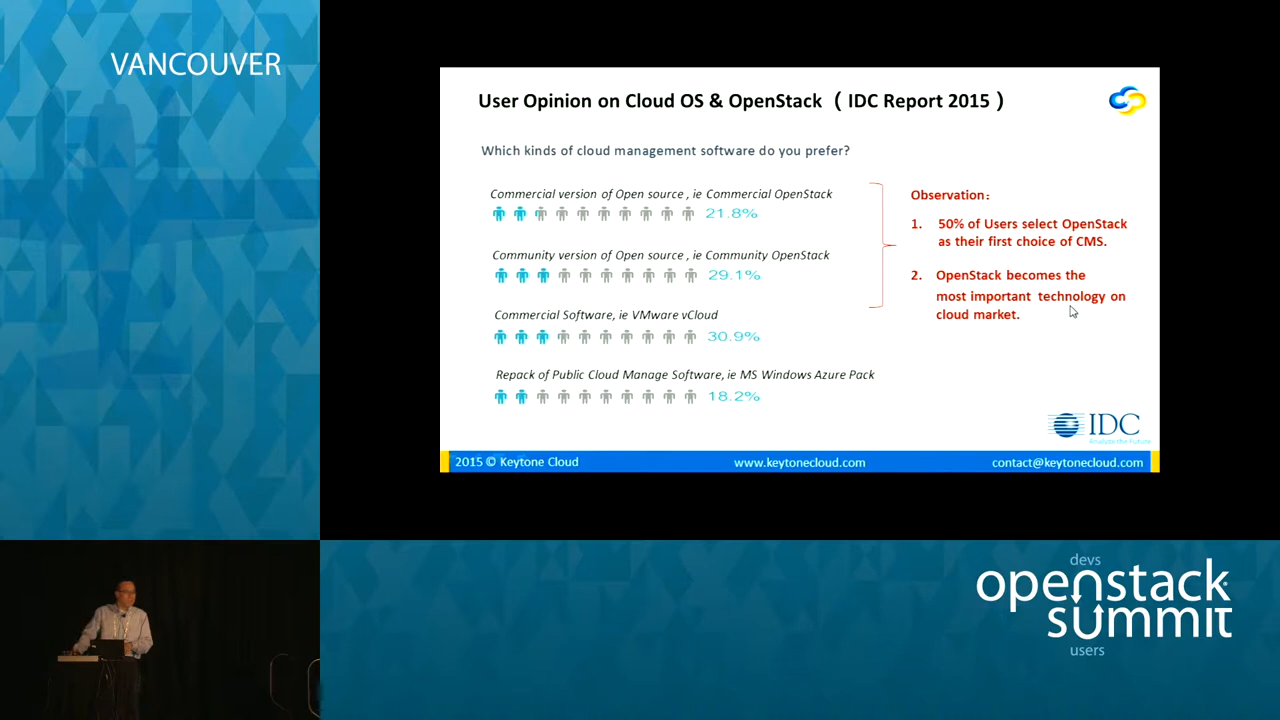 VANCOUVER
User Opinion on Cloud OS & OpenStack ( IDC Report 2015 )
Which kinds of cloud management software do you prefer?
Commercial version of Open source , ie Commercial OpenStack
21.8%
Community version of Open source, ie Community OpenStack
29.1%
Commercial Software, ie VMware vCloud
30.9%
Repack of Public Cloud Manage Software, ie MS Windows Azure Pack
18.2%
Observation:
1. 50% of Users select OpenStack
as their first choice of CMS.
2. OpenStack becomes the
most important technology on
cloud market.
IDC
Analyze the Future
2015 © Keytone Cloud www.keytonecloud.com contact@keytonecloud.com
devs
openstack
summit
users